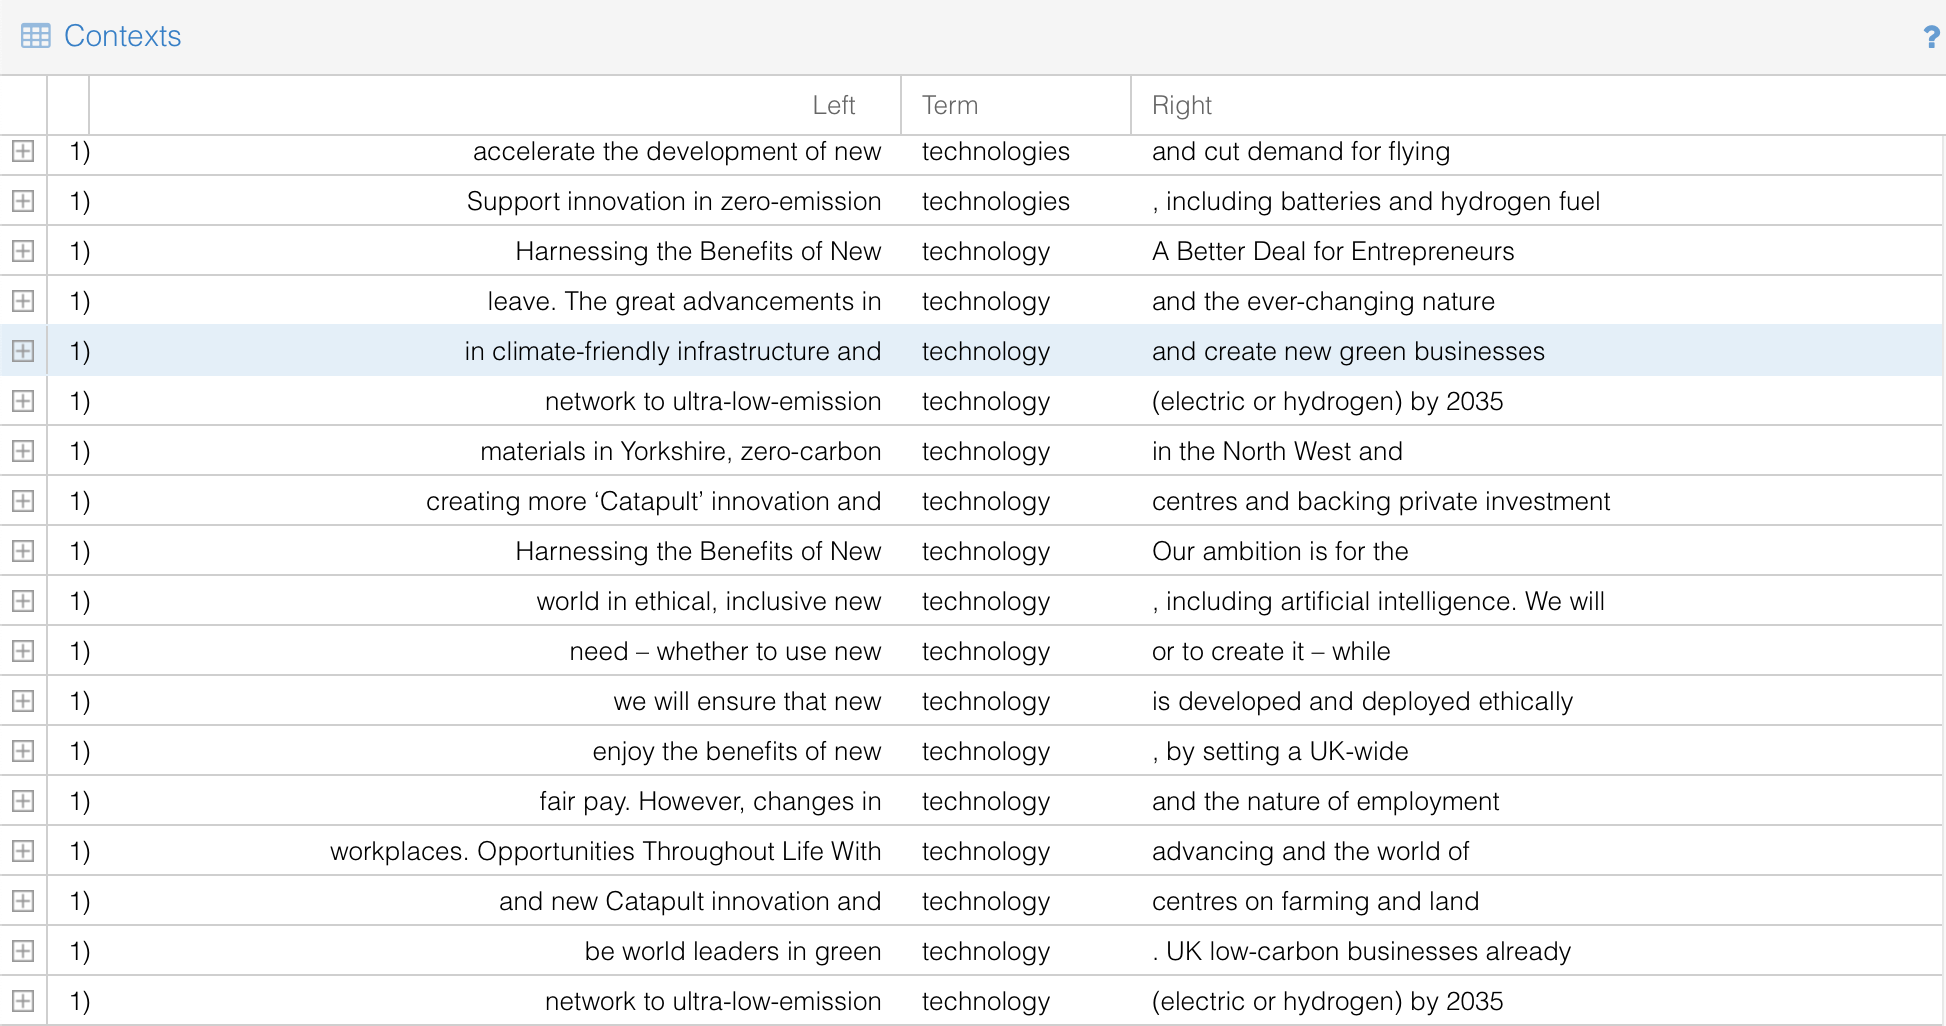 Contexts ?
Left Term Right
1) accelerate the development of new technologies and cut demand for flying
1) Support innovation in zero-emission technologies , including batteries and hydrogen fuel
1) Harnessing the Benefits of New technology A Better Deal for Entrepreneurs
1) leave. The great advancements in technology and the ever-changing nature
1) in climate-friendly infrastructure and technology and create new green businesses
1) network to ultra-low-emission technology (electric or hydrogen) by 2035
1) materials in Yorkshire, zero-carbon technology in the North West and
1) creating more ‘Catapult’ innovation and technology centres and backing private investment
1) Harnessing the Benefits of New technology Our ambition is for the
1) world in ethical, inclusive new technology , including artificial intelligence. We will
1) need – whether to use new technology or to create it – while
1) we will ensure that new technology is developed and deployed ethically
1) enjoy the benefits of new technology , by setting a UK-wide
1) fair pay. However, changes in technology and the nature of employment
1) workplaces. Opportunities Throughout Life With technology advancing and the world of
1) and new Catapult innovation and technology centres on farming and land
1) be world leaders in green technology . UK low-carbon businesses already
1) network to ultra-low-emission technology (electric or hydrogen) by 2035